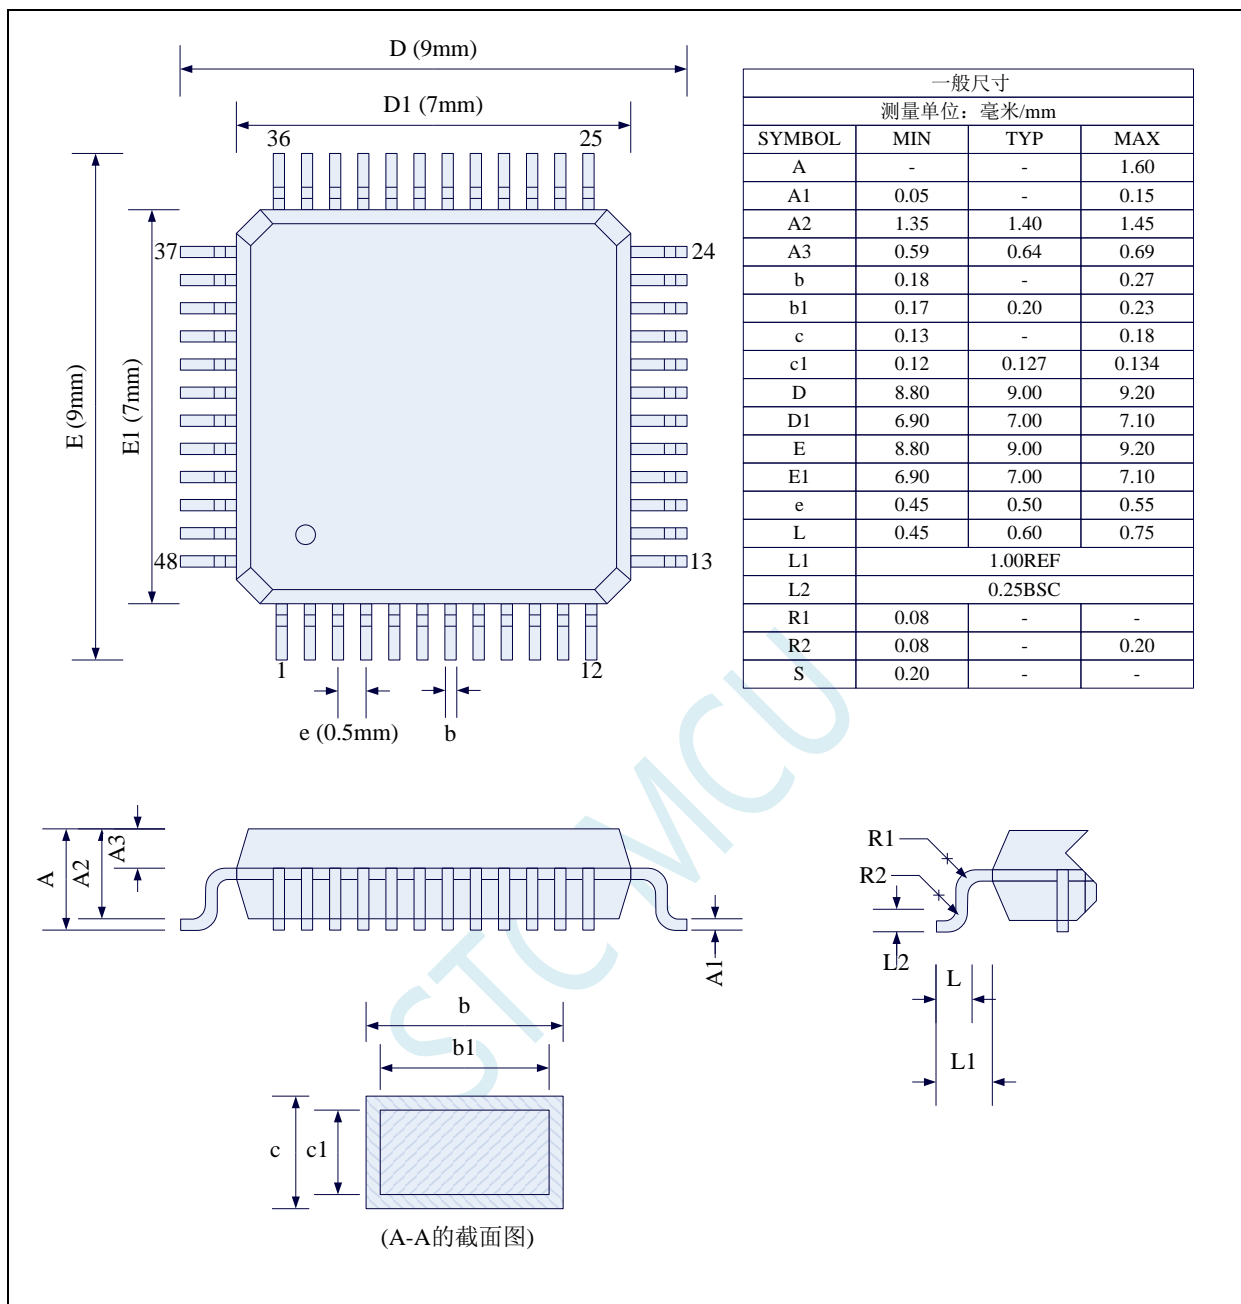 D (9mm)
D1 (7mm)
36 25
37 24
48 13
1 12
E (9mm)
E1 (7mm)
e (0.5mm) b
一般尺寸
测量单位：毫米/mm
SYMBOL MIN TYP MAX
A - - 1.60
A1 0.05 - 0.15
A2 1.35 1.40 1.45
A3 0.59 0.64 0.69
b 0.18 - 0.27
b1 0.17 0.20 0.23
c 0.13 - 0.18
c1 0.12 0.127 0.134
D 8.80 9.00 9.20
D1 6.90 7.00 7.10
E 8.80 9.00 9.20
E1 6.90 7.00 7.10
e 0.45 0.50 0.55
L 0.45 0.60 0.75
L1 1.00REF
L2 0.25BSC
R1 0.08 - -
R2 0.08 - 0.20
S 0.20 - -
STC MCU
A A2 A3
A1
R1
R2
L2
L
L1
b
b1
c c1
(A-A的截面图)